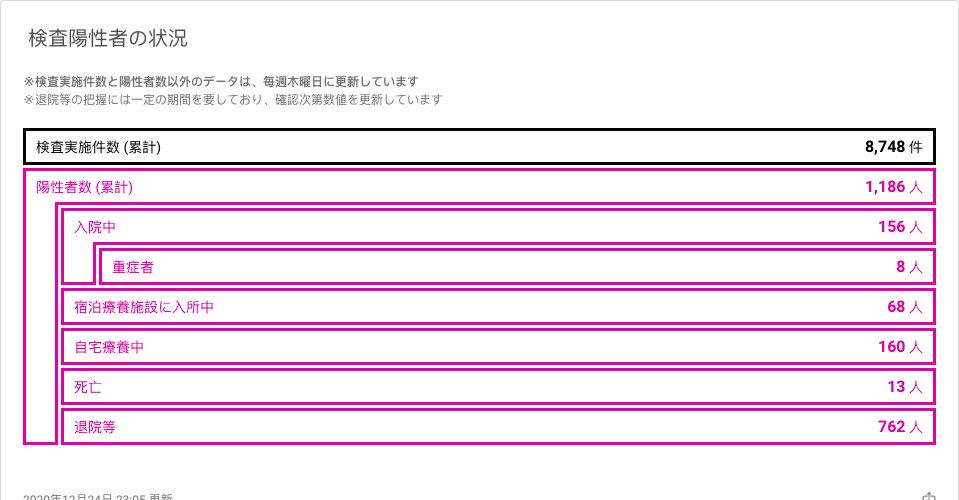 検査陽性者の状況
※検査実施件数と陽性者数以外のデータは、毎週木曜日に更新しています
※退院等の把握には一定の期間を要しており、確認次第数値を更新しています
検査実施件数 (累計) 8,748 件
陽性者数 (累計) 1,186 人
入院中 156 人
重症者 8 人
宿泊療養施設に入所中 68 人
自宅療養中 160 人
死亡 13 人
退院等 762 人
2020年12月24日 23:05 更新